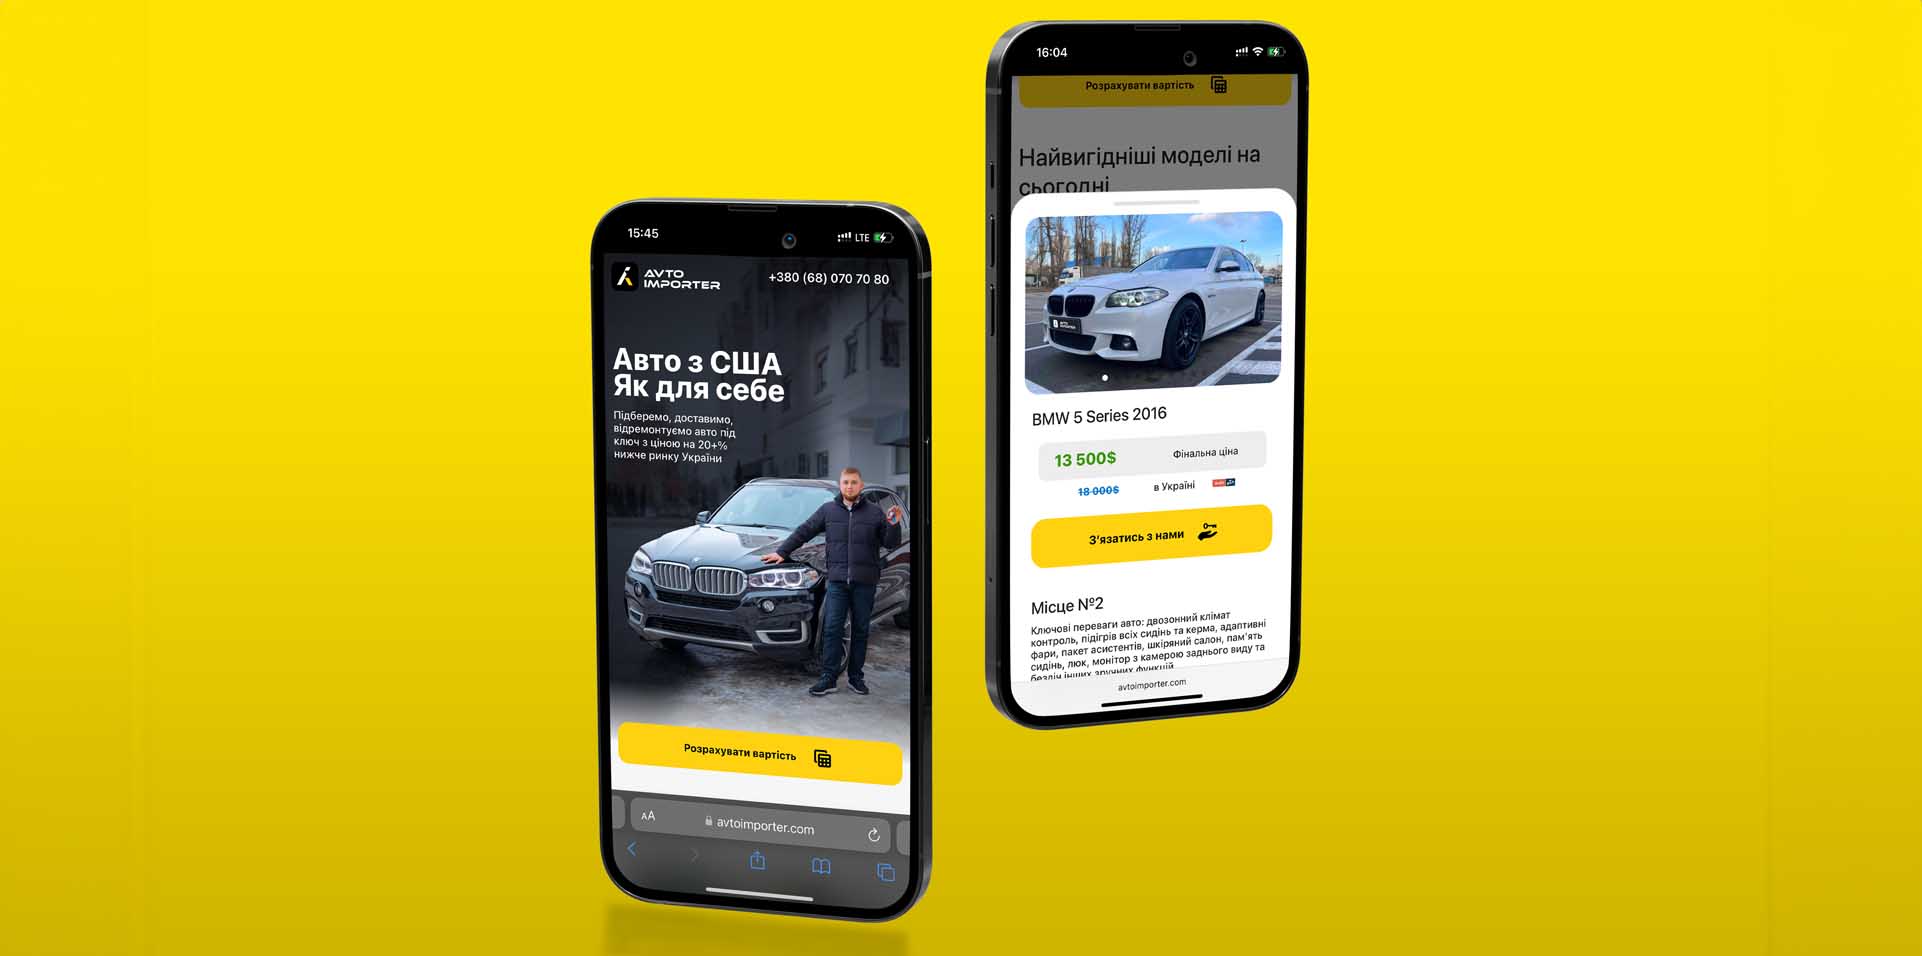 15:45
LTE
AVTO
IMPORTER
+380 (68) 070 70 80
Авто з США
Як для себе
Підберемо, доставимо,
відремонтуємо авто під
ключ з ціною на 20+%
нижче ринку України
Розрахувати вартість
AA
avtoimporter.com
16:04
Розрахувати вартість
Найвигідніші моделі на
сьогодні
AVTO
IMPORTER
BMW 5 Series 2016
13 500$
Фінальна ціна
18 000$
в Україні
З'язатись з нами
Місце №2
Ключові переваги авто: двозонний клімат
контроль, підігрів всіх сидінь та керма, адаптивні
фари, пакет асистентів, шкіряний салон, пам'ять
сидінь, люк, монітор з камерою заднього виду та
безліч інших зручних функцій
avtoimporter.com